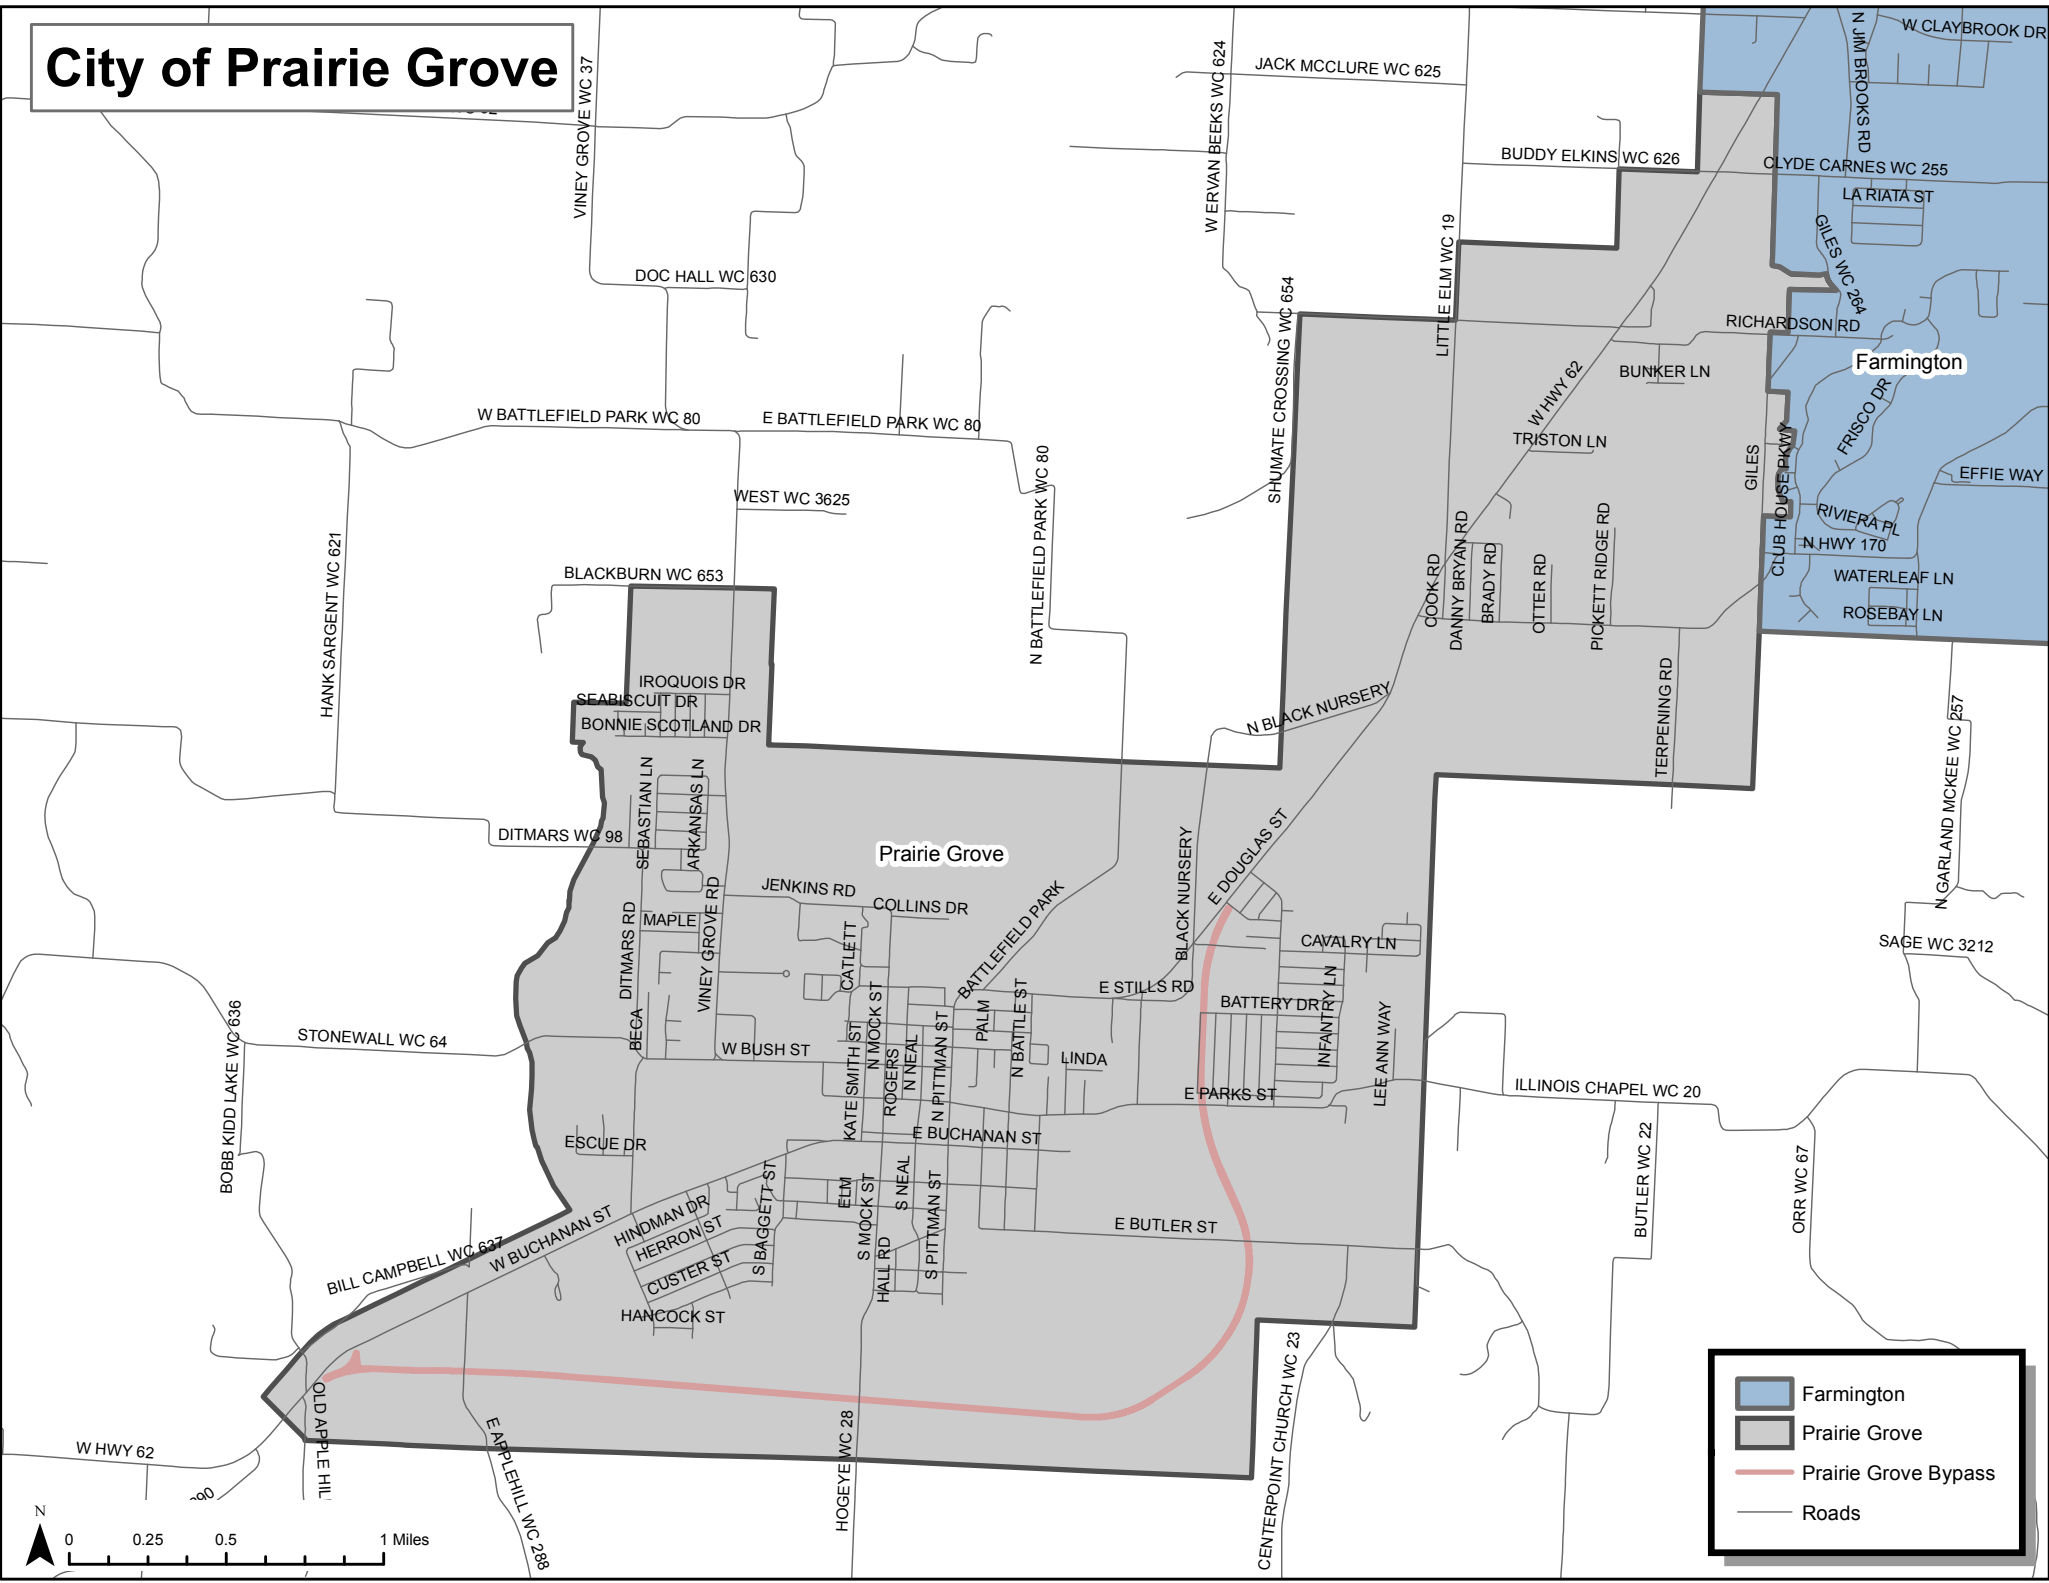 City of Prairie Grove
N JIM BROOKS RD
W CLAYBROOK DR
VINEY GROVE WC 37
W ERVAN BEEKS WC 624
JACK MCCLURE WC 625
BUDDY ELKINS WC 626
CLYDE CARNES WC 255
LA RIATA ST
GILES WC 264
DOC HALL WC 630
SHUMATE CROSSING WC 654
LITTLE ELM WC 19
RICHARDSON RD
Farmington
BUNKER LN
W HWY 62
FRISCO DR
W BATTLEFIELD PARK WC 80
E BATTLEFIELD PARK WC 80
TRISTON LN
GILES
CLUB HOUSE PKWY
EFFIE WAY
WEST WC 3625
N BATTLEFIELD PARK WC 80
RIVIERA PL
N HWY 170
HANK SARGENT WC 621
BLACKBURN WC 653
COOK RD
DANNY BRYAN RD
BRADY RD
OTTER RD
PICKETT RIDGE RD
WATERLEAF LN
ROSEBAY LN
IROQUOIS DR
SEABISCUIT DR
BONNIE SCOTLAND DR
N BLACK NURSERY
TERPENING RD
N GARLAND MCKEE WC 257
SEBASTIAN LN
ARKANSAS LN
DITMARS WC 98
Prairie Grove
BLACK NURSERY
E DOUGLAS ST
JENKINS RD
COLLINS DR
MAPLE
DITMARS RD
VINEY GROVE RD
CATLETT
BATTLEFIELD PARK
CAVALRY LN
SAGE WC 3212
E STILLS RD
BATTERY DR
INFANTRY LN
LEE ANN WAY
BOBB KIDD LAKE WC 636
STONEWALL WC 64
BECA
W BUSH ST
KATE SMITH ST
N MOCK ST
ROGERS
N NEAL
N PITTMAN ST
PALM
N BATTLE ST
LINDA
E PARKS ST
ILLINOIS CHAPEL WC 20
ESCUE DR
E BUCHANAN ST
BUTLER WC 22
ORR WC 67
BILL CAMPBELL WC 637
W BUCHANAN ST
HINDMAN DR
HERRON ST
CUSTER ST
HANCOCK ST
S BAGGETT ST
ELM
S MOCK ST
HALL RD
S NEAL
S PITTMAN ST
E BUTLER ST
CENTERPOINT CHURCH WC 23
OLD APPLE HIL
W HWY 62
E APPLEHILL WC 288
HOGEYE WC 28
Farmington
Prairie Grove
Prairie Grove Bypass
Roads
N
0 0.25 0.5 1 Miles